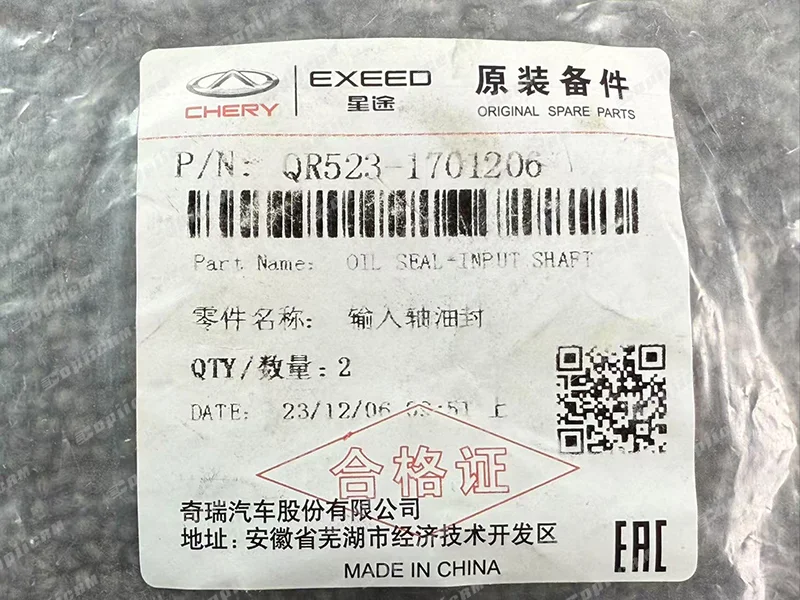 CHERY
EXEED
星途
原装备件
ORIGINAL SPARE PARTS
P/N: QR523-1701206
Part Name: OIL SEAL-INPUT SHAFT
零件名称: 输入轴油封
QTY/数量: 2
DATE: 23/12/06 09:51 上
合格证
奇瑞汽车股份有限公司
地址: 安徽省芜湖市经济技术开发区
MADE IN CHINA
EAC